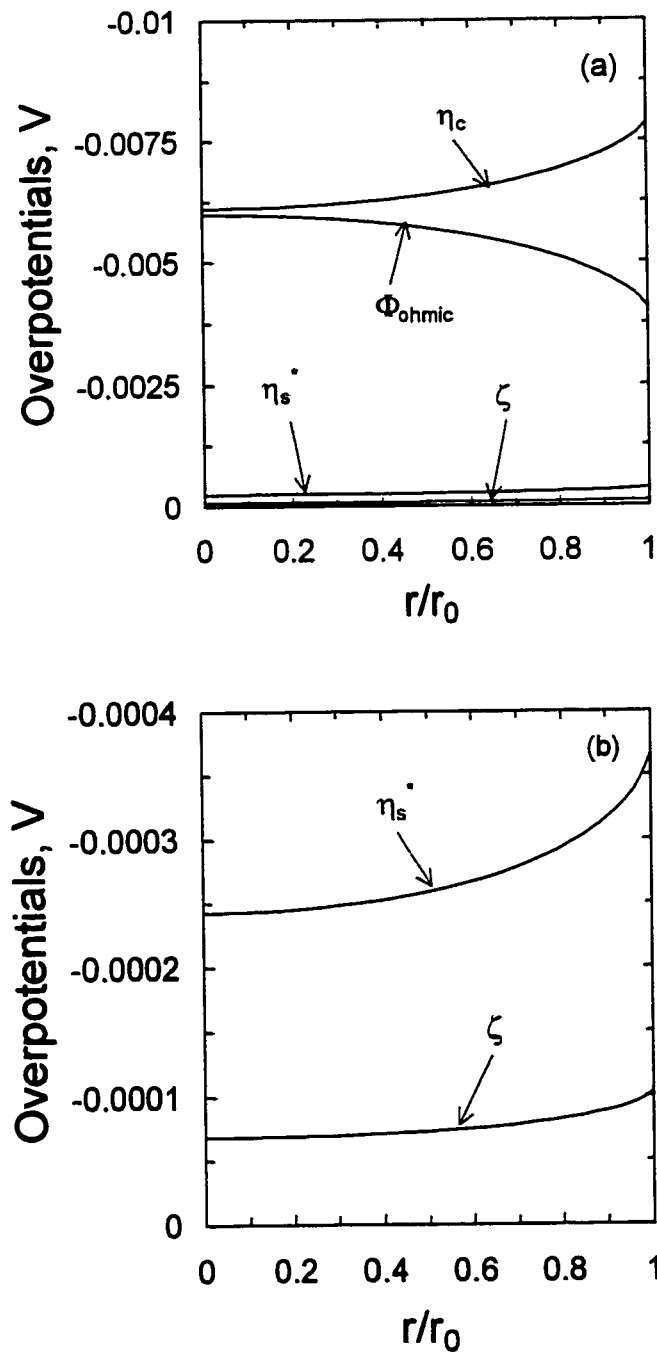 -0.01
(a)
ηc
-0.0075
Overpotentials, V
-0.005
Φohmic
-0.0025
ηs*
ζ
0
0 0.2 0.4 0.6 0.8 1
r/r0
-0.0004
(b)
ηs*
-0.0003
Overpotentials, V
-0.0002
ζ
-0.0001
0
0 0.2 0.4 0.6 0.8 1
r/r0